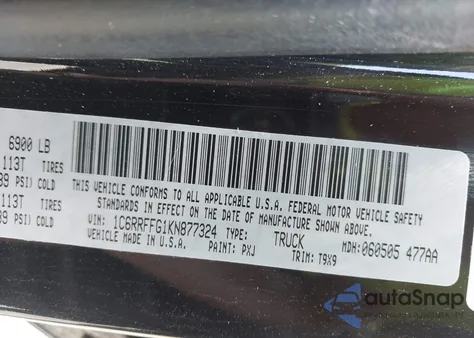 6900 LB
113T TIRES
39 PSI) COLD
113T TIRES
39 PSI) COLD
THIS VEHICLE CONFORMS TO ALL APPLICABLE U.S.A. FEDERAL MOTOR VEHICLE SAFETY
STANDARDS IN EFFECT ON THE DATE OF MANUFACTURE SHOWN ABOVE.
VIN: 1C6RRFFG1KN877324 TYPE: TRUCK MDH: 060505 477AA
VEHICLE MADE IN U.S.A. PAINT: PXJ TRIM: T9X9
autoSnap